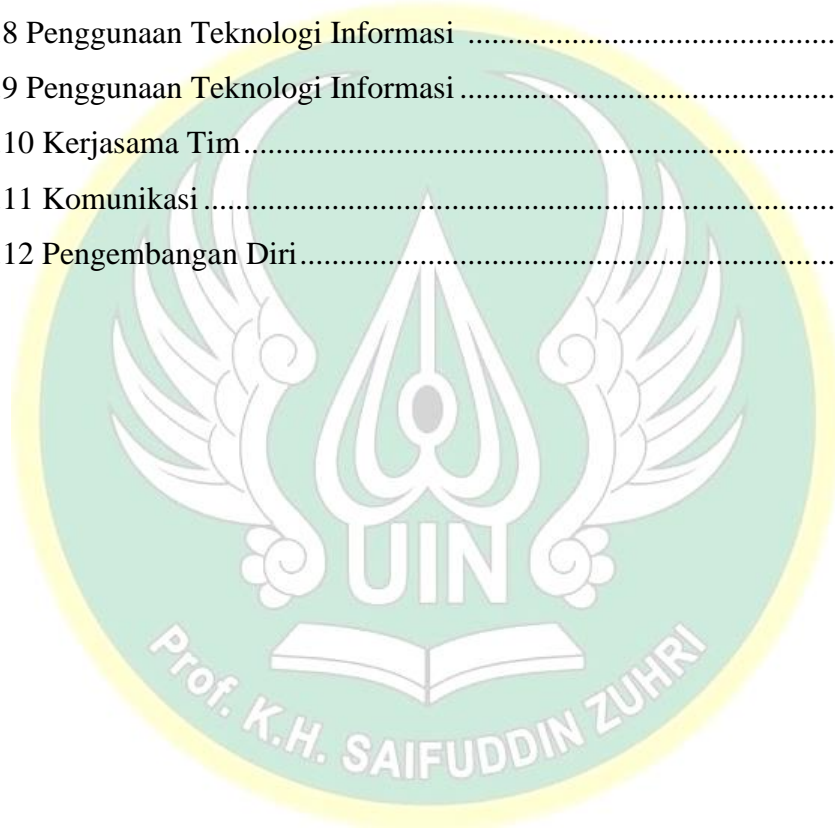 8 Penggunaan Teknologi Informasi ................................................
9 Penggunaan Teknologi Informasi ................................................
10 Kerjasama Tim ...........................................................................
11 Komunikasi ................................................................................
12 Pengembangan Diri ....................................................................
UIN
Prof. K.H. SAIFUDDIN ZUHRI